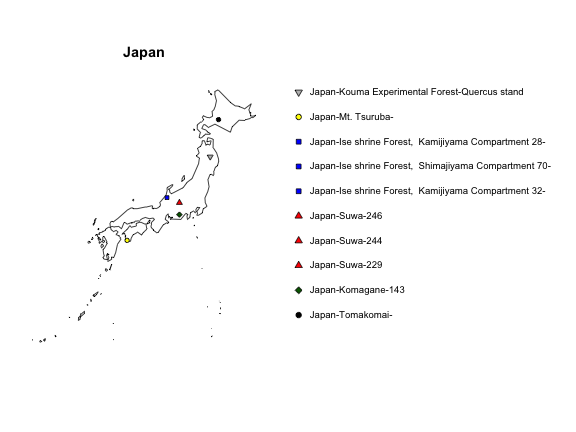 Japan
Japan-Kouma Experimental Forest-Quercus stand
Japan-Mt. Tsuruba-
Japan-Ise shrine Forest,  Kamijiyama Compartment 28-
Japan-Ise shrine Forest,  Shimajiyama Compartment 70-
Japan-Ise shrine Forest,  Kamijiyama Compartment 32-
Japan-Suwa-246
Japan-Suwa-244
Japan-Suwa-229
Japan-Komagane-143
Japan-Tomakomai-